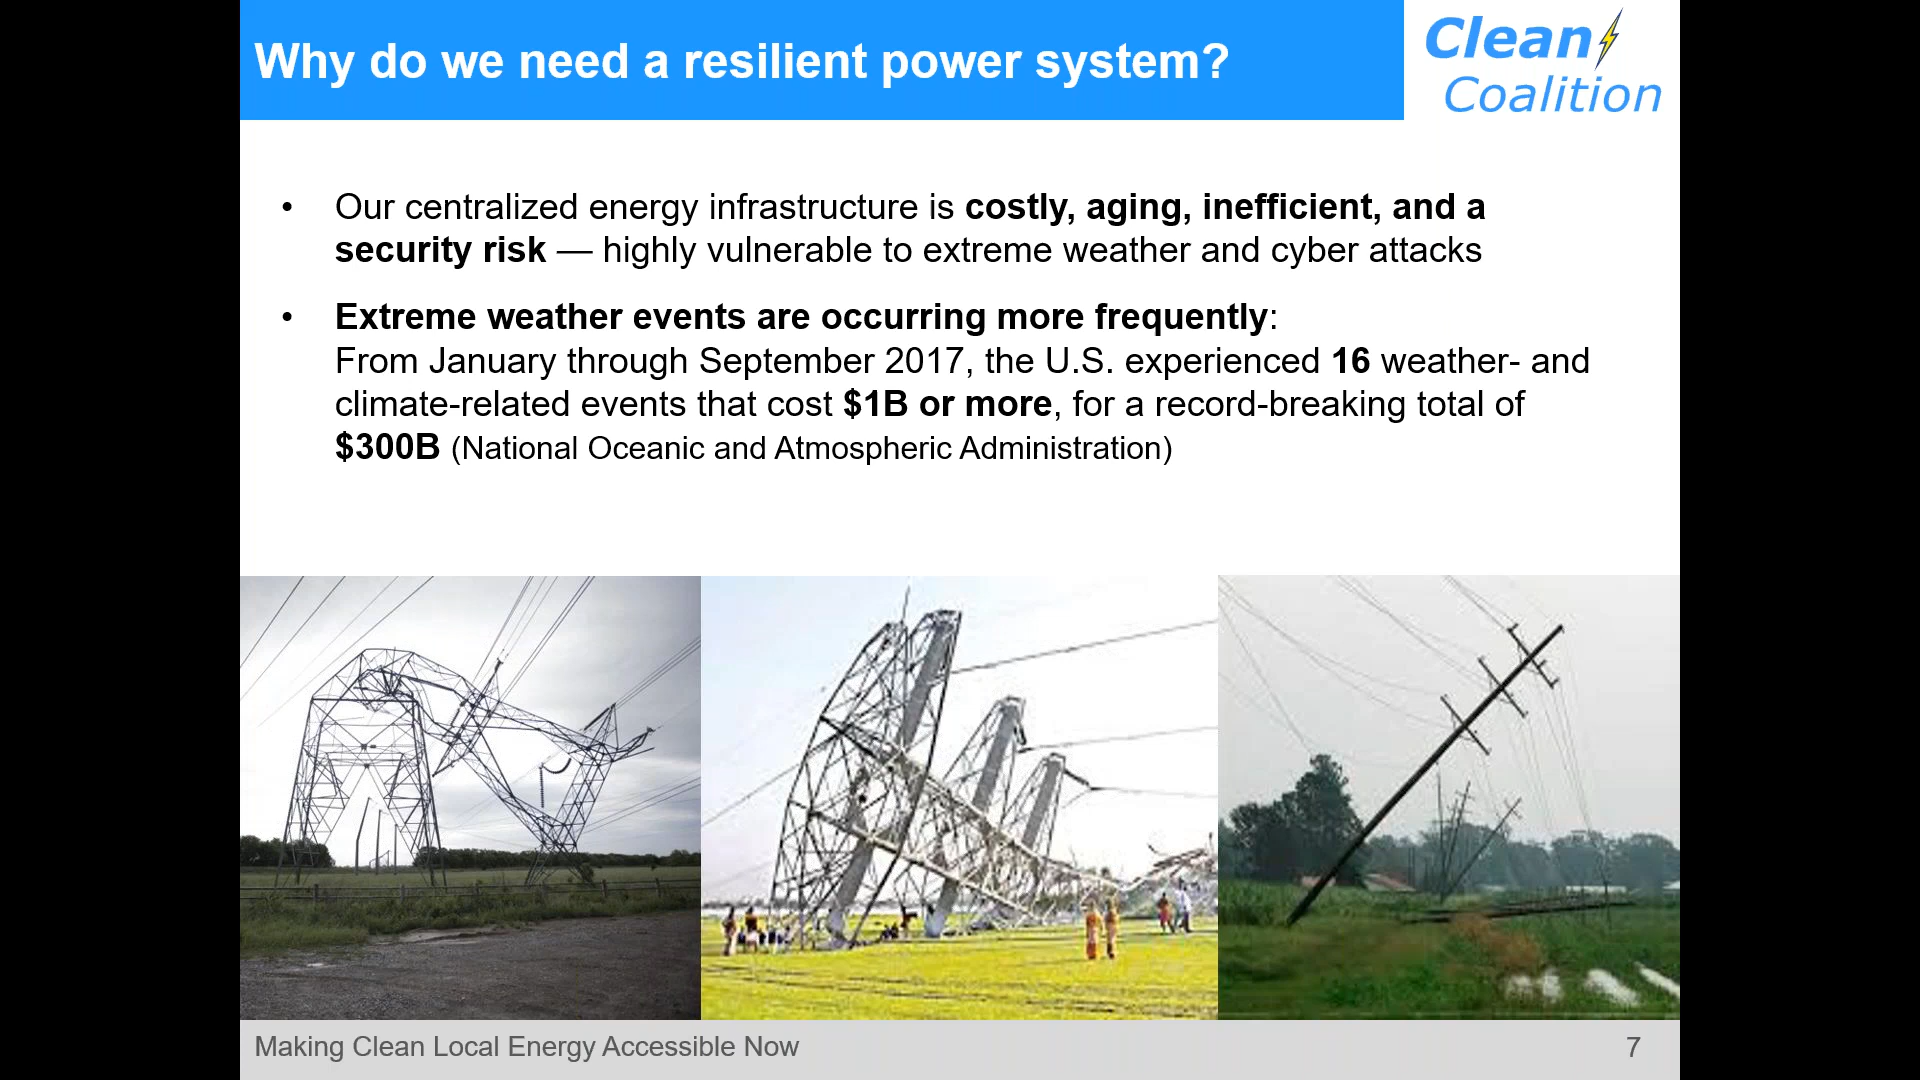 Why do we need a resilient power system?
Clean
Coalition
• Our centralized energy infrastructure is costly, aging, inefficient, and a
security risk — highly vulnerable to extreme weather and cyber attacks
• Extreme weather events are occurring more frequently:
From January through September 2017, the U.S. experienced 16 weather- and
climate-related events that cost $1B or more, for a record-breaking total of
$300B (National Oceanic and Atmospheric Administration)
Making Clean Local Energy Accessible Now
7